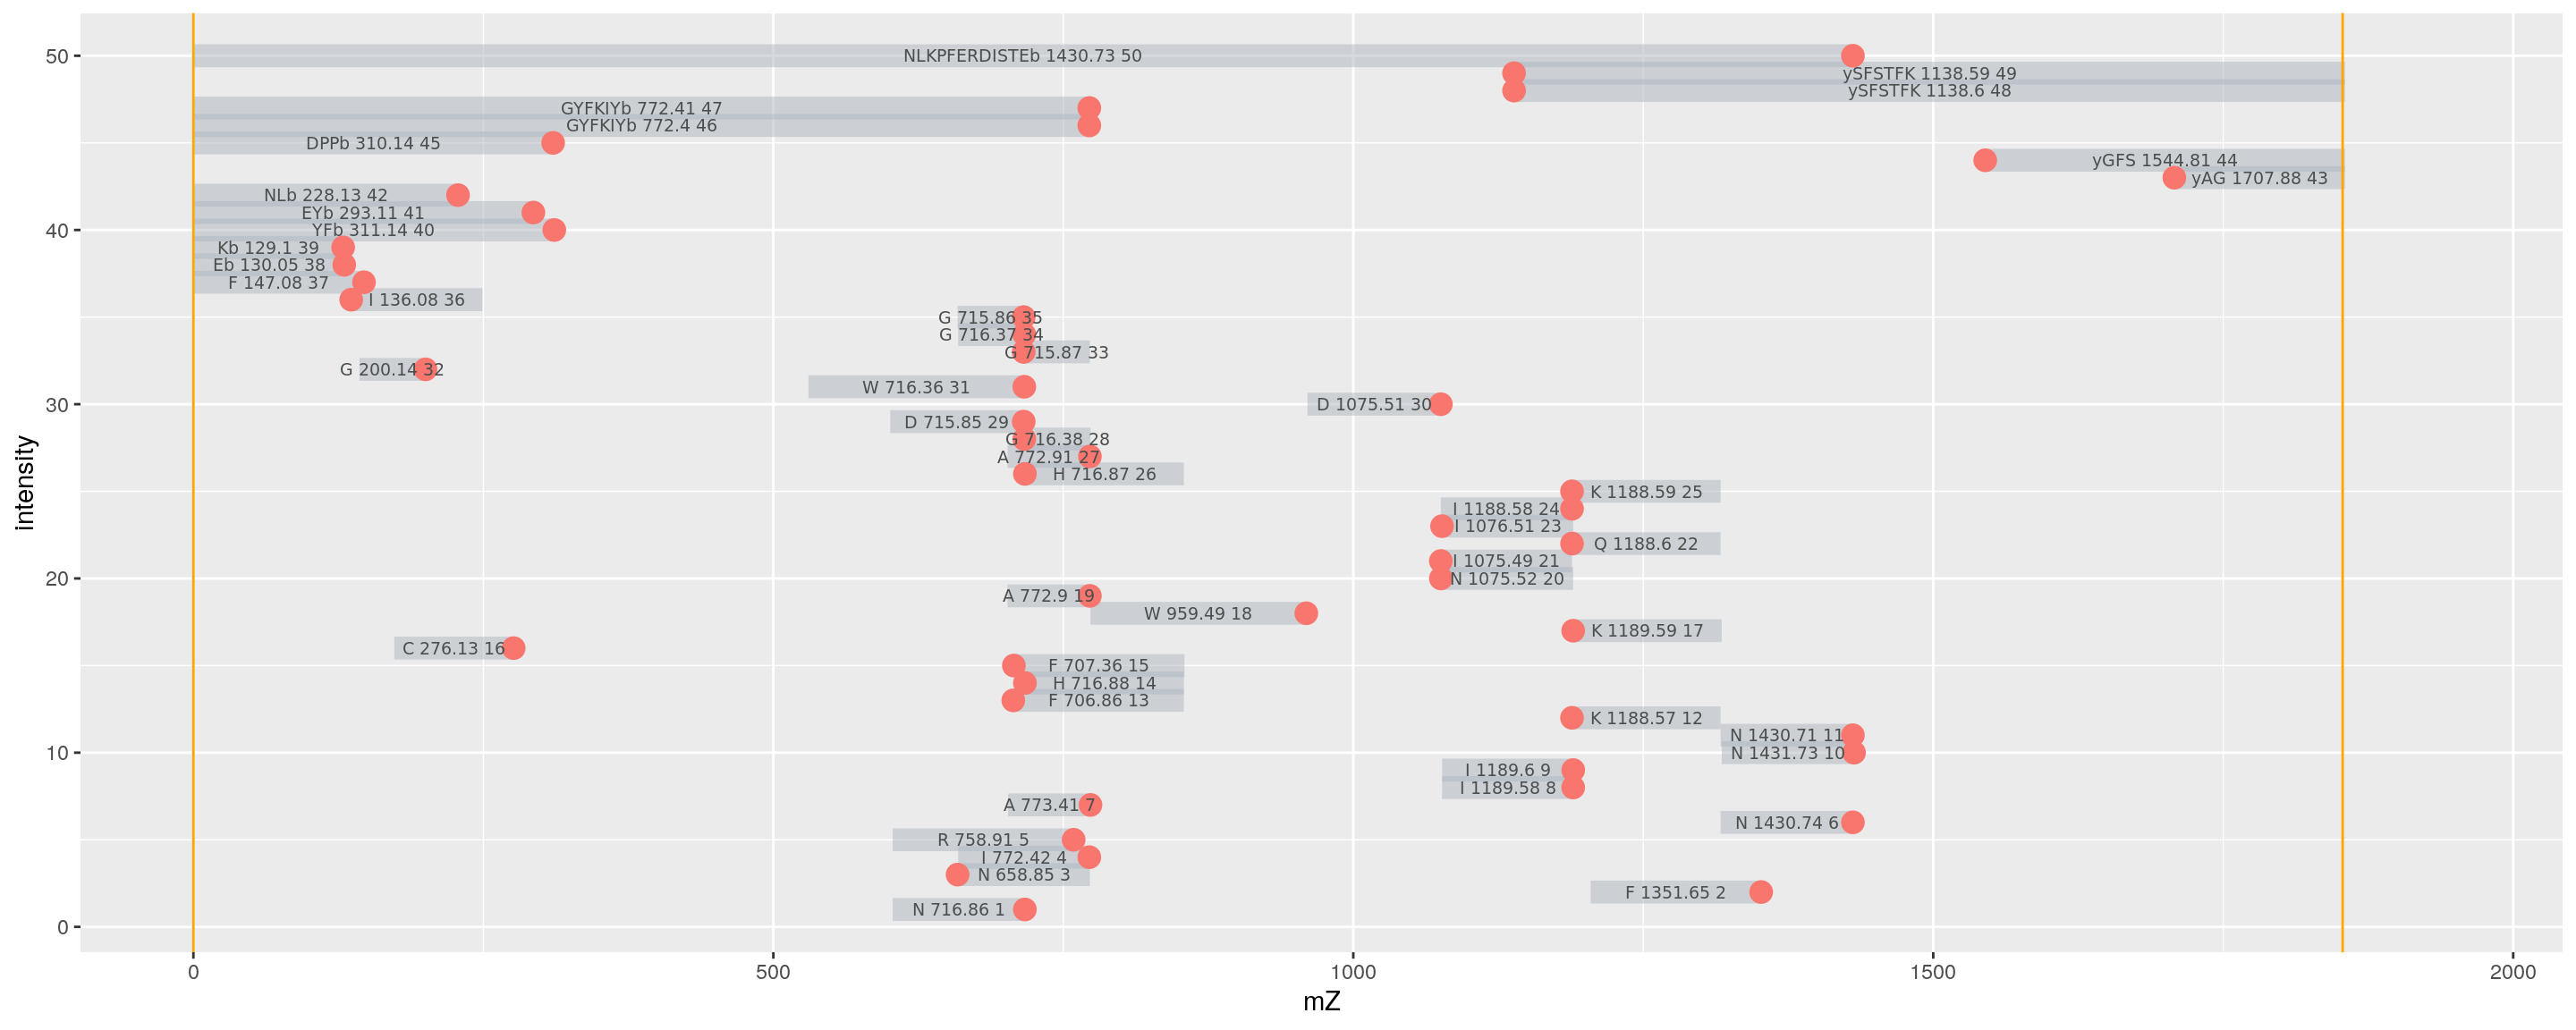 50
NLKPFERDISTEb 1430.73 50
ySFSTFK 1138.59 49
ySFSTFK 1138.6 48
GYFKIYb 772.41 47
GYFKIYb 772.4 46
DPPb 310.14 45
yGFS 1544.81 44
yAG 1707.88 43
NLb 228.13 42
EYb 293.11 41
40
YFb 311.14 40
Kb 129.1 39
Eb 130.05 38
F 147.08 37
I 136.08 36
G 715.86 35
G 716.37 34
G 715.87 33
G 200.14 32
W 716.36 31
30
D 1075.51 30
D 715.85 29
G 716.38 28
A 772.91 27
H 716.87 26
K 1188.59 25
I 1188.58 24
I 1076.51 23
Q 1188.6 22
I 1075.49 21
20
N 1075.52 20
A 772.9 19
W 959.49 18
K 1189.59 17
C 276.13 16
F 707.36 15
H 716.88 14
F 706.86 13
K 1188.57 12
N 1430.71 11
10
N 1431.73 10
I 1189.6 9
I 1189.58 8
A 773.41 7
N 1430.74 6
R 758.91 5
I 772.42 4
N 658.85 3
F 1351.65 2
N 716.86 1
0
intensity
0 500 1000 1500 2000
mZ